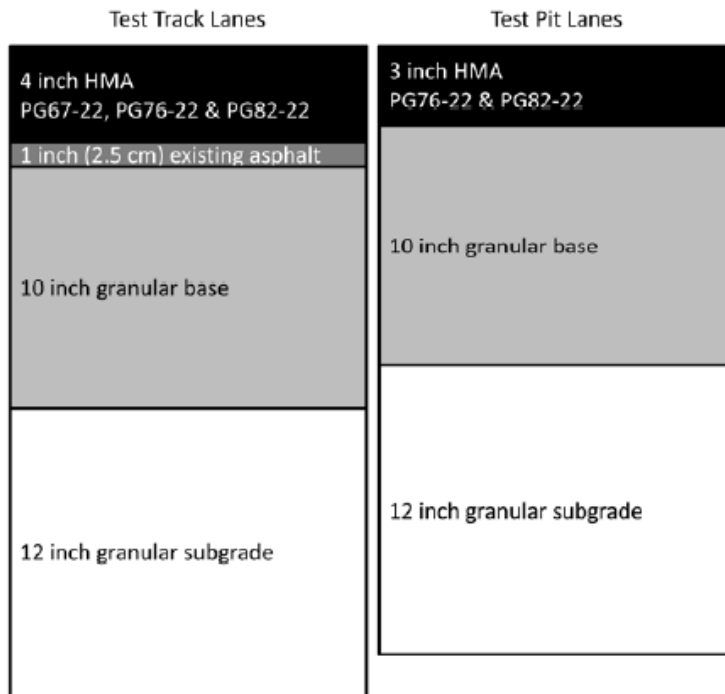 Test Track Lanes
4 inch HMA
PG67-22, PG76-22 & PG82-22
1 inch (2.5 cm) existing asphalt
10 inch granular base
12 inch granular subgrade
Test Pit Lanes
3 inch HMA
PG76-22 & PG82-22
10 inch granular base
12 inch granular subgrade